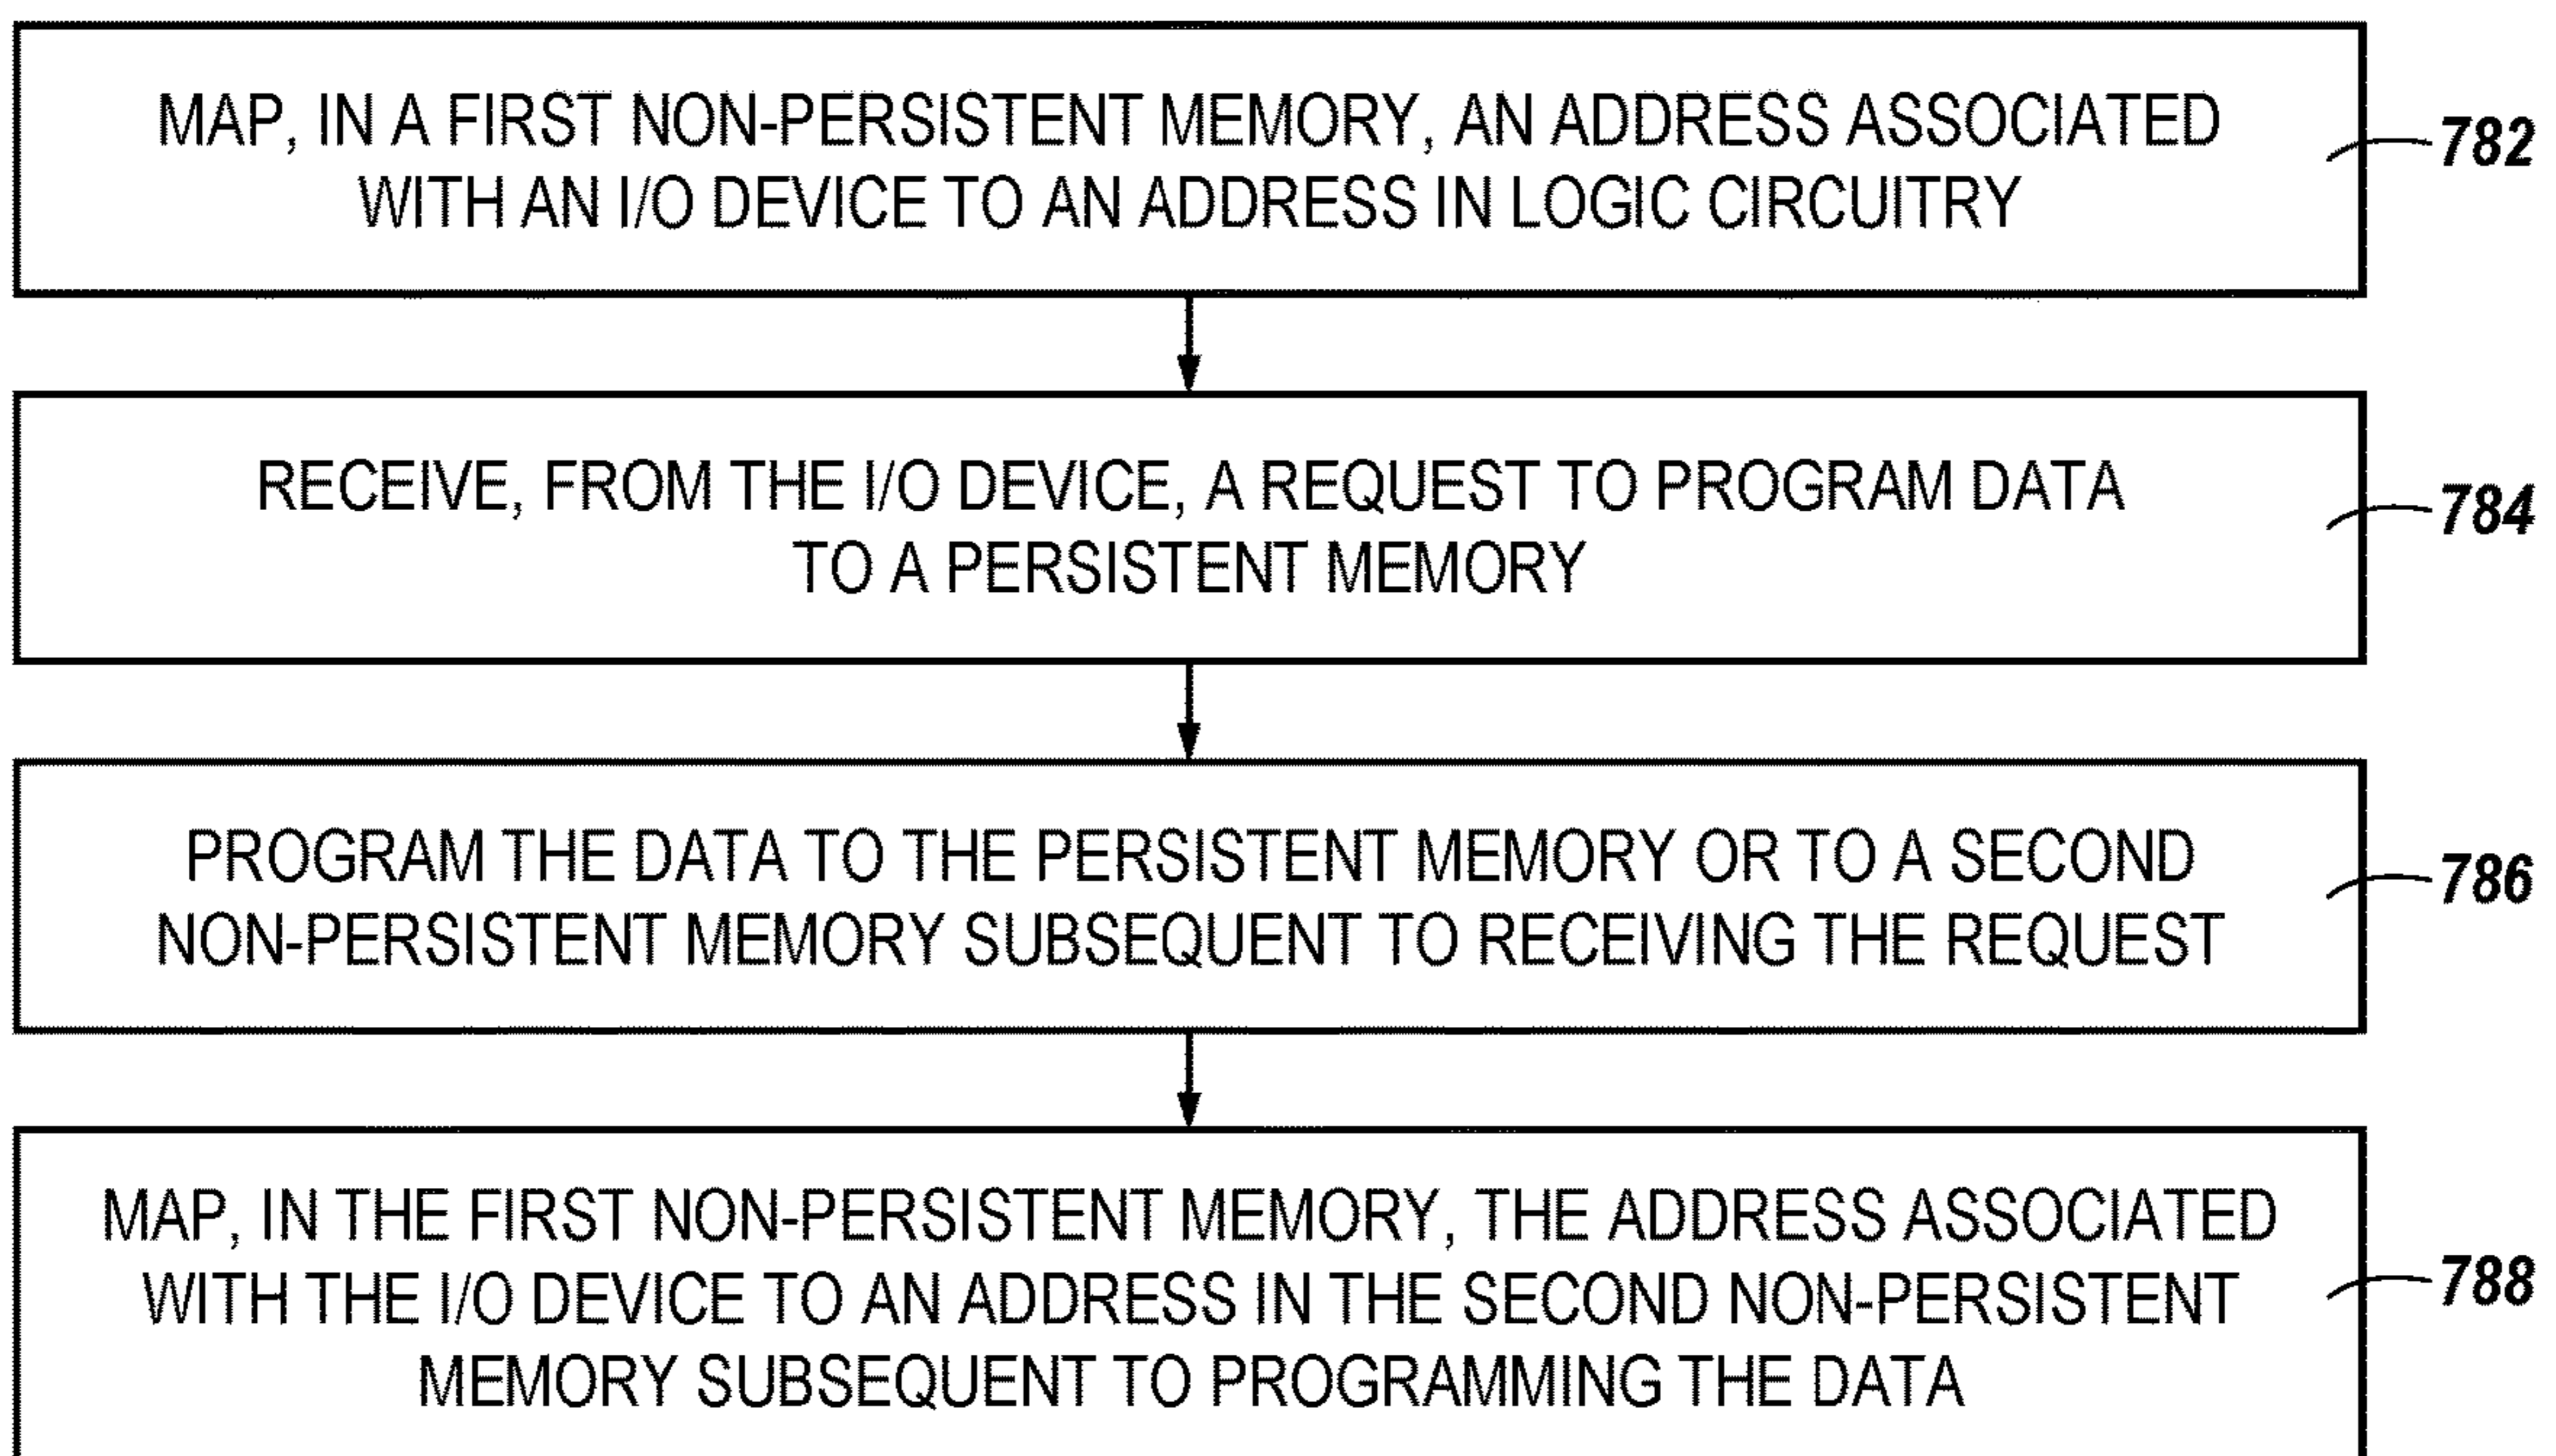 MAP, IN A FIRST NON-PERSISTENT MEMORY, AN ADDRESS ASSOCIATED
WITH AN I/O DEVICE TO AN ADDRESS IN LOGIC CIRCUITRY
782
RECEIVE, FROM THE I/O DEVICE, A REQUEST TO PROGRAM DATA
TO A PERSISTENT MEMORY
784
PROGRAM THE DATA TO THE PERSISTENT MEMORY OR TO A SECOND
NON-PERSISTENT MEMORY SUBSEQUENT TO RECEIVING THE REQUEST
786
MAP, IN THE FIRST NON-PERSISTENT MEMORY, THE ADDRESS ASSOCIATED
WITH THE I/O DEVICE TO AN ADDRESS IN THE SECOND NON-PERSISTENT
MEMORY SUBSEQUENT TO PROGRAMMING THE DATA
788